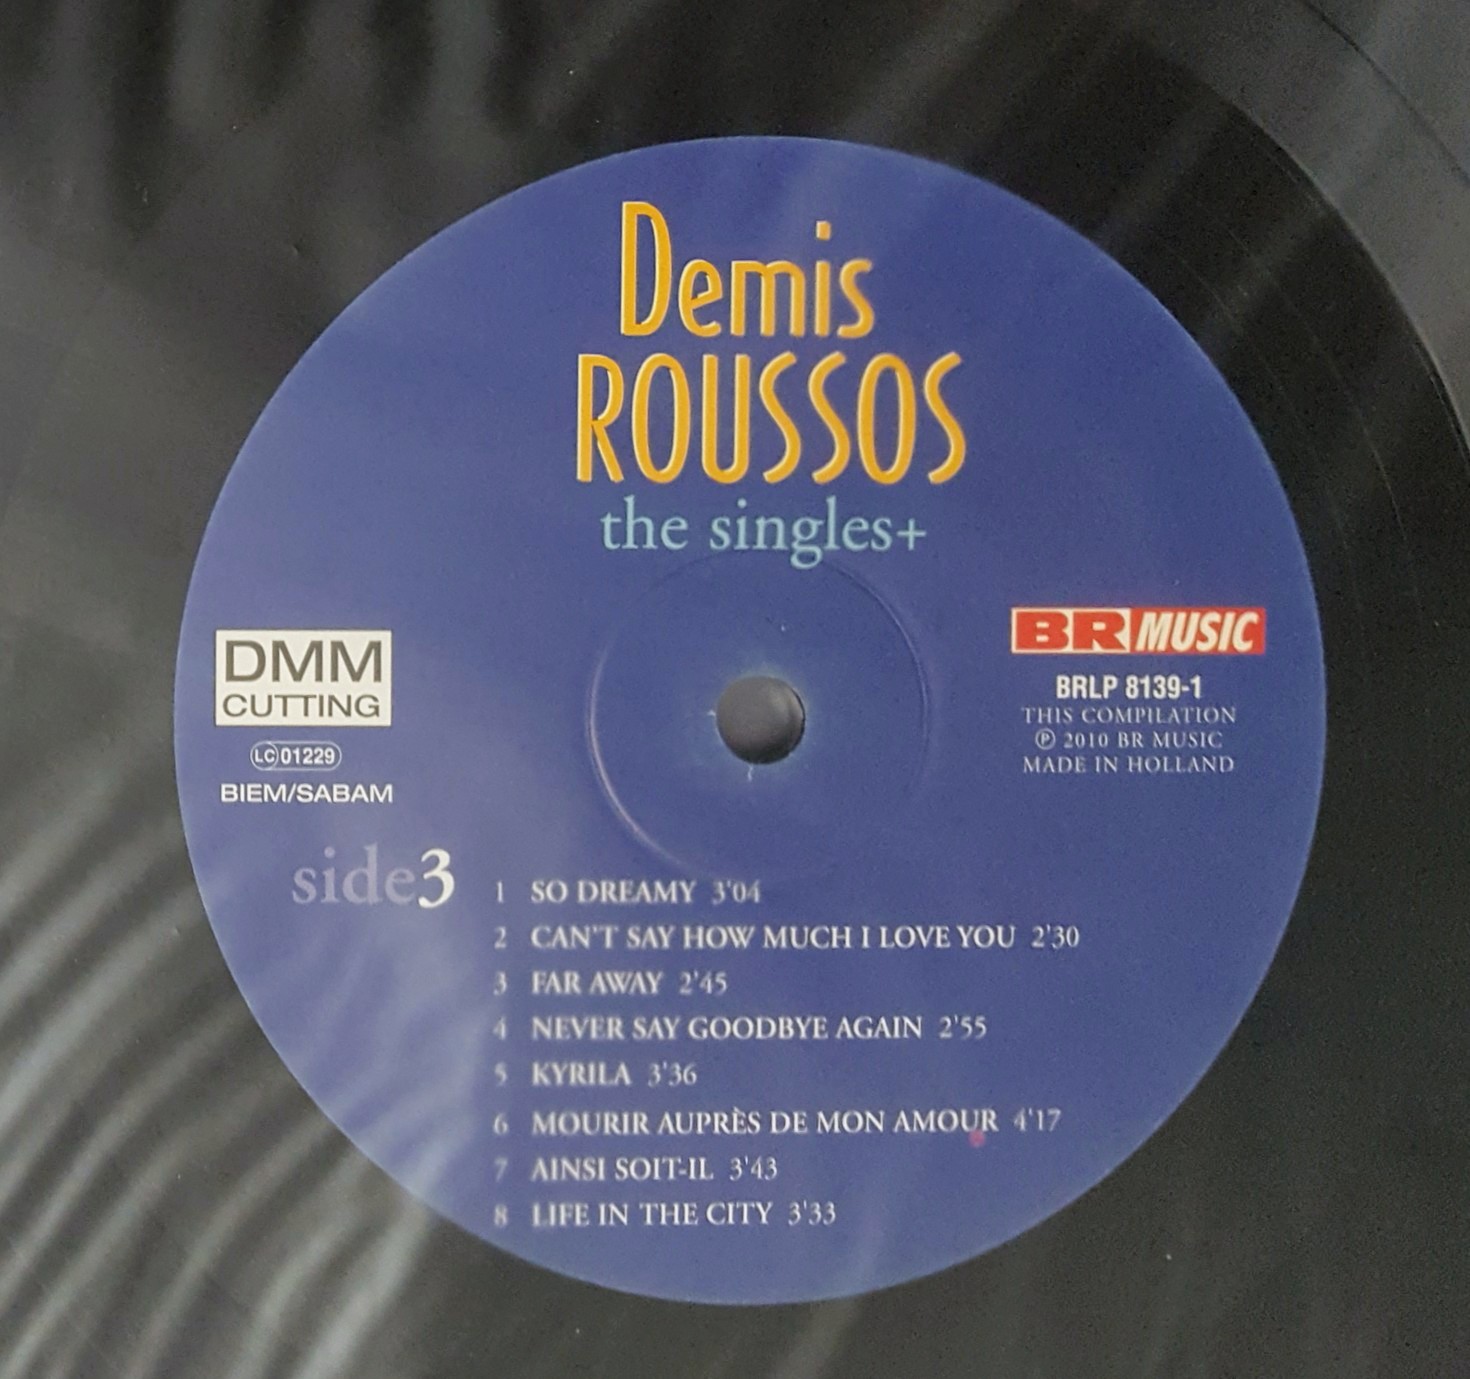 Demis
ROUSSOS
the singles+
DMM
CUTTING
LC 01229
BIEM/SABAM
BR MUSIC
BRLP 8139-1
THIS COMPILATION
℗ 2010 BR MUSIC
MADE IN HOLLAND
side3
1 SO DREAMY 3'04
2 CAN'T SAY HOW MUCH I LOVE YOU 2'30
3 FAR AWAY 2'45
4 NEVER SAY GOODBYE AGAIN 2'55
5 KYRILA 3'36
6 MOURIR AUPRÈS DE MON AMOUR 4'17
7 AINSI SOIT-IL 3'43
8 LIFE IN THE CITY 3'33